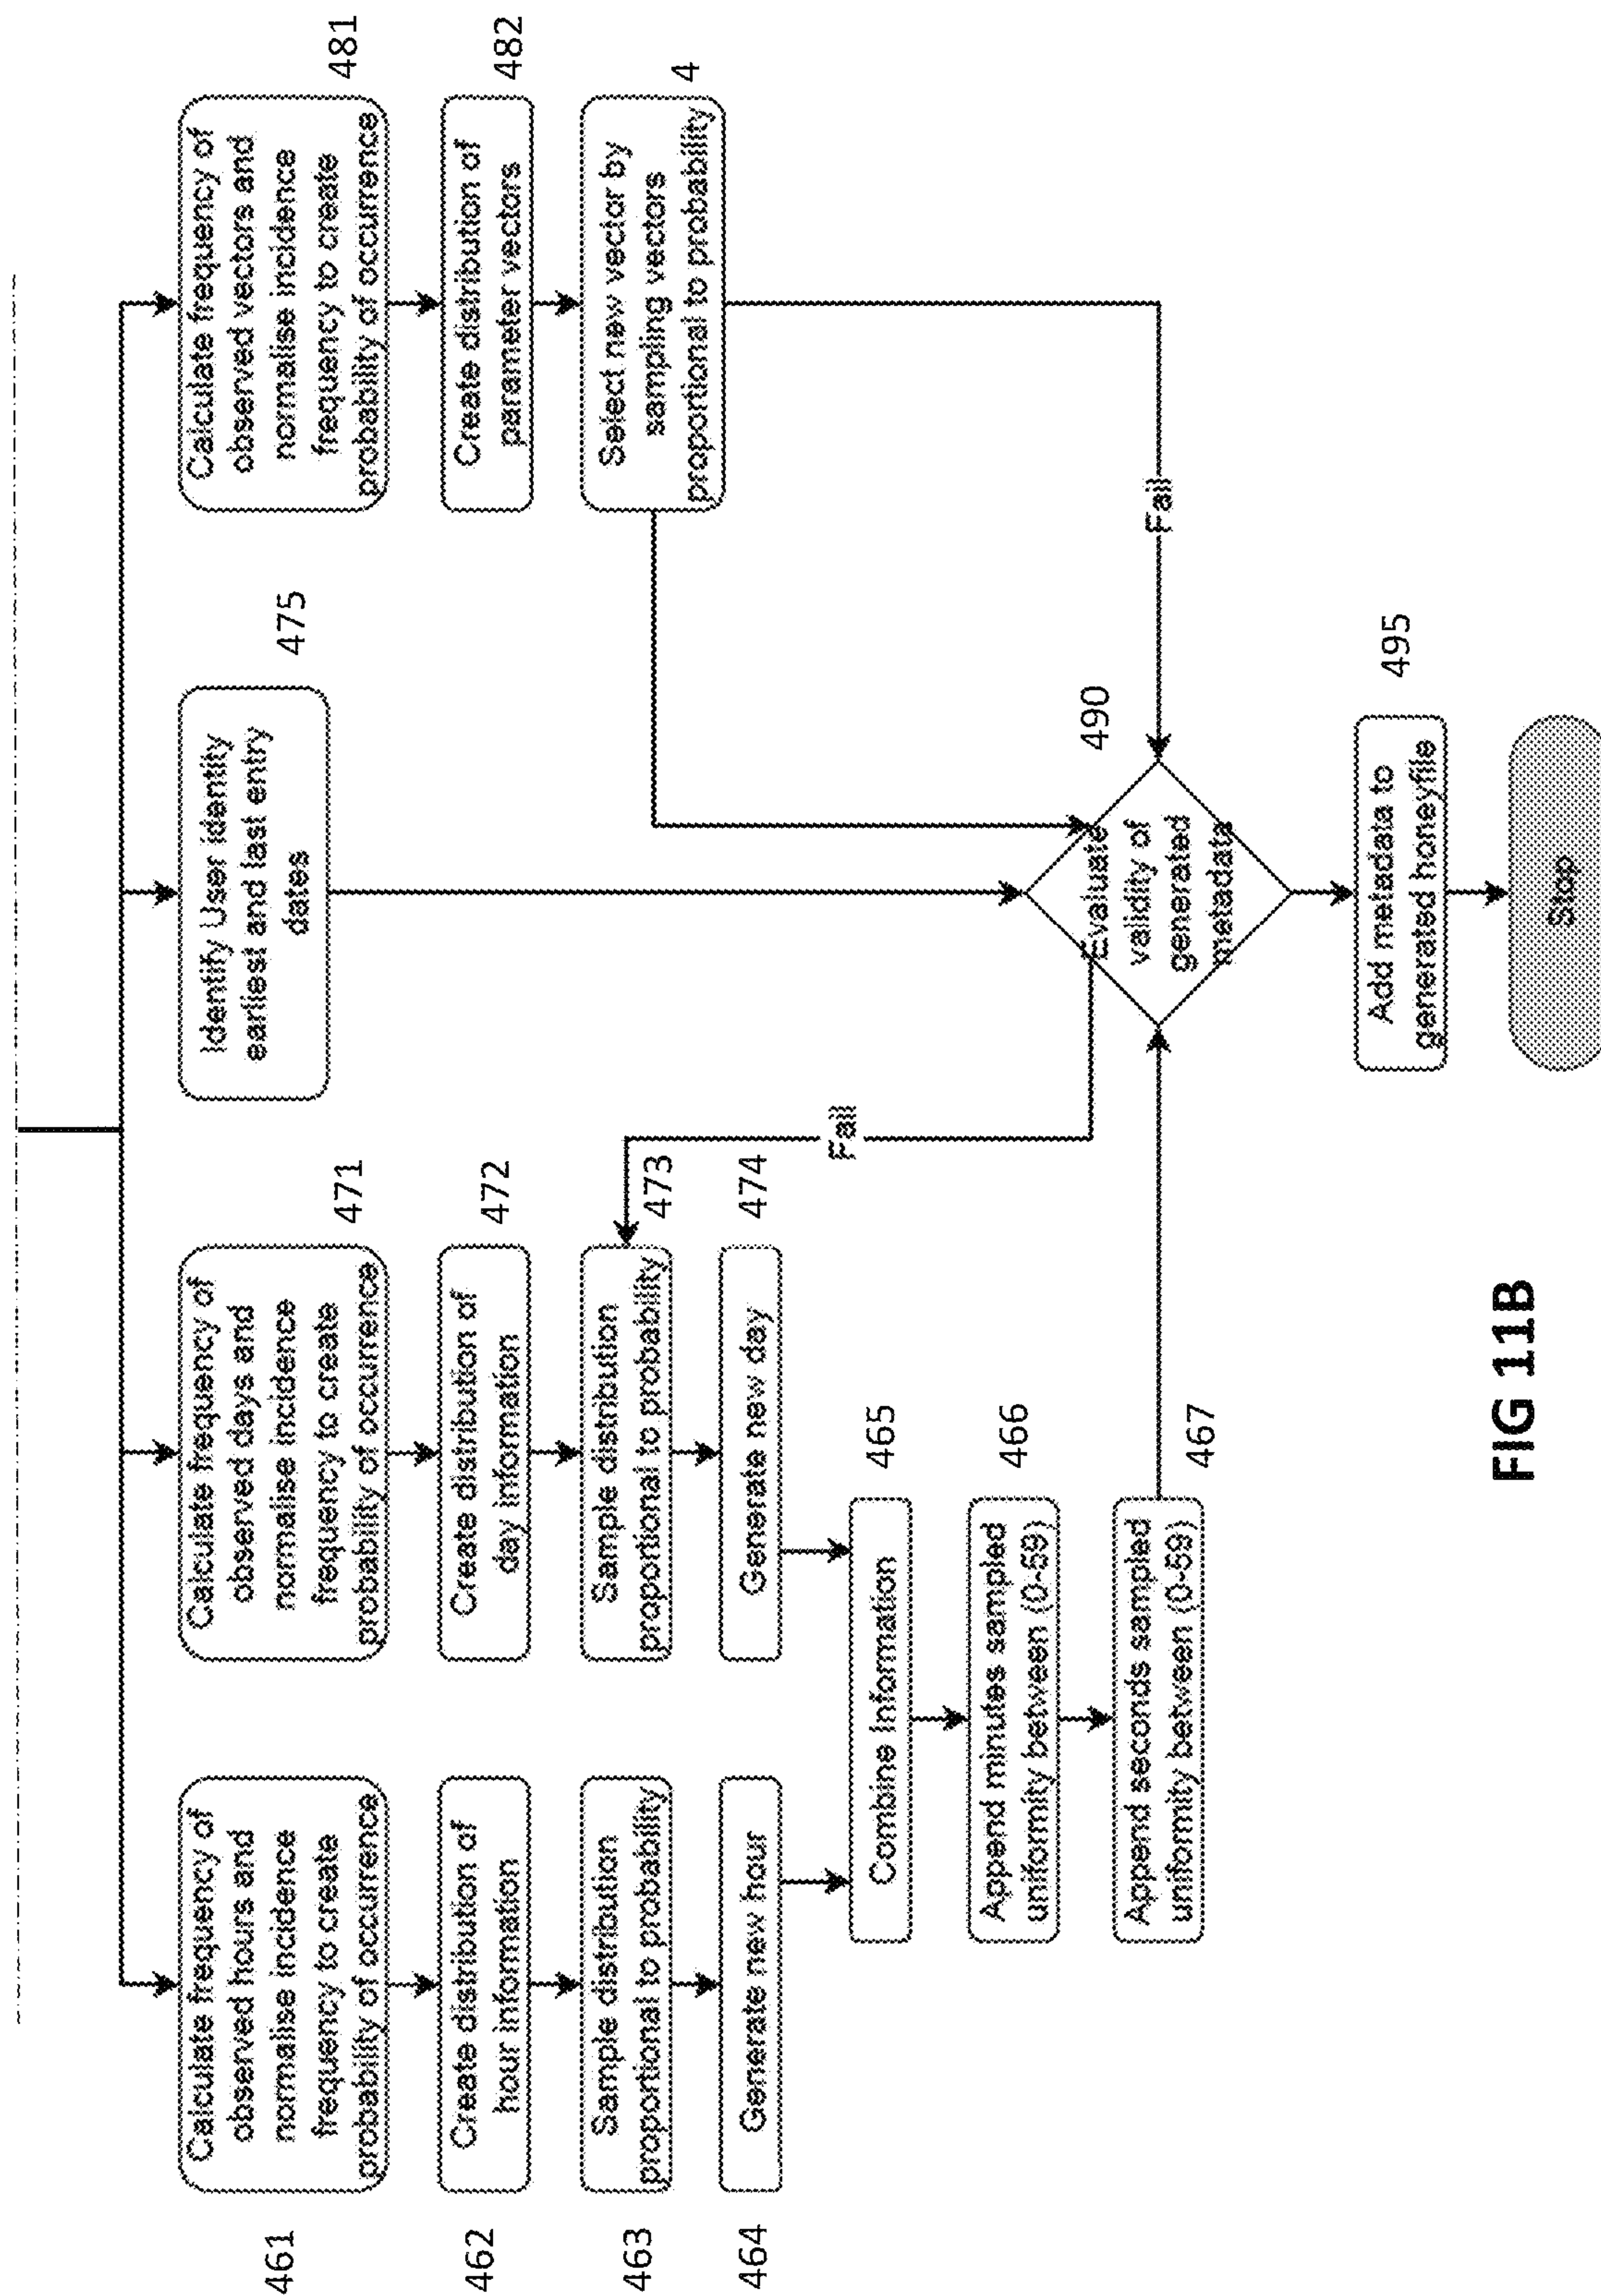 461
Calculate frequency of
observed hours and
normalise incidence
frequency to create
probability of occurrence
462
Create distribution of
hour information
463
Sample distribution
proportional to probability
464
Generate new hour
471
Calculate frequency of
observed days and
normalise incidence
frequency to create
probability of occurrence
472
Create distribution of
day information
473
Sample distribution
proportional to probability
474
Generate new day
Combine Information
465
Append minutes sampled
uniformity between (0-59)
466
Append seconds sampled
uniformity between (0-59)
467
Identify User identity
earliest and last entry
dates
475
Calculate frequency of
observed vectors and
normalise incidence
frequency to create
probability of occurrence
481
Create distribution of
parameter vectors
482
Select new vector by
sampling vectors
proportional to probability
4
Fail
Fail
Evaluate
validity of
generated
metadata
490
Add metadata to
generated honeyfile
495
Stop
FIG 11B